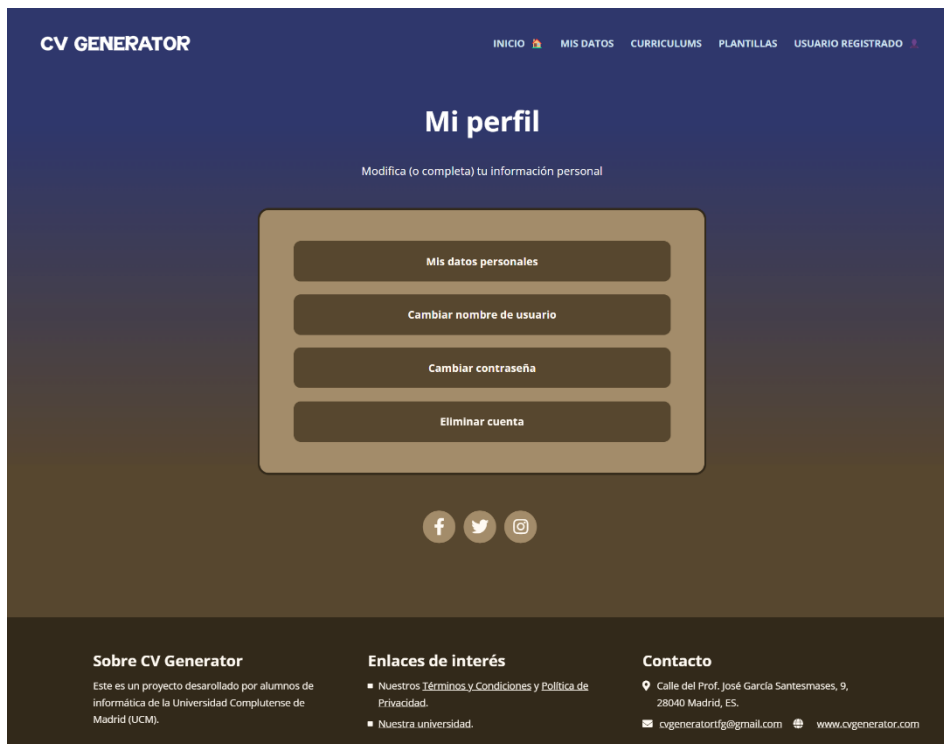 CV GENERATOR
INICIO 🏠 MIS DATOS CURRICULUMS PLANTILLAS USUARIO REGISTRADO 👤
Mi perfil
Modifica (o completa) tu información personal
Mis datos personales
Cambiar nombre de usuario
Cambiar contraseña
Eliminar cuenta
Sobre CV Generator
Este es un proyecto desarollado por alumnos de
informática de la Universidad Complutense de
Madrid (UCM).
Enlaces de interés
Nuestros Términos y Condiciones y Política de
Privacidad.
Nuestra universidad.
Contacto
Calle del Prof. José García Santesmases, 9,
28040 Madrid, ES.
cvgeneratortfg@gmail.com www.cvgenerator.com